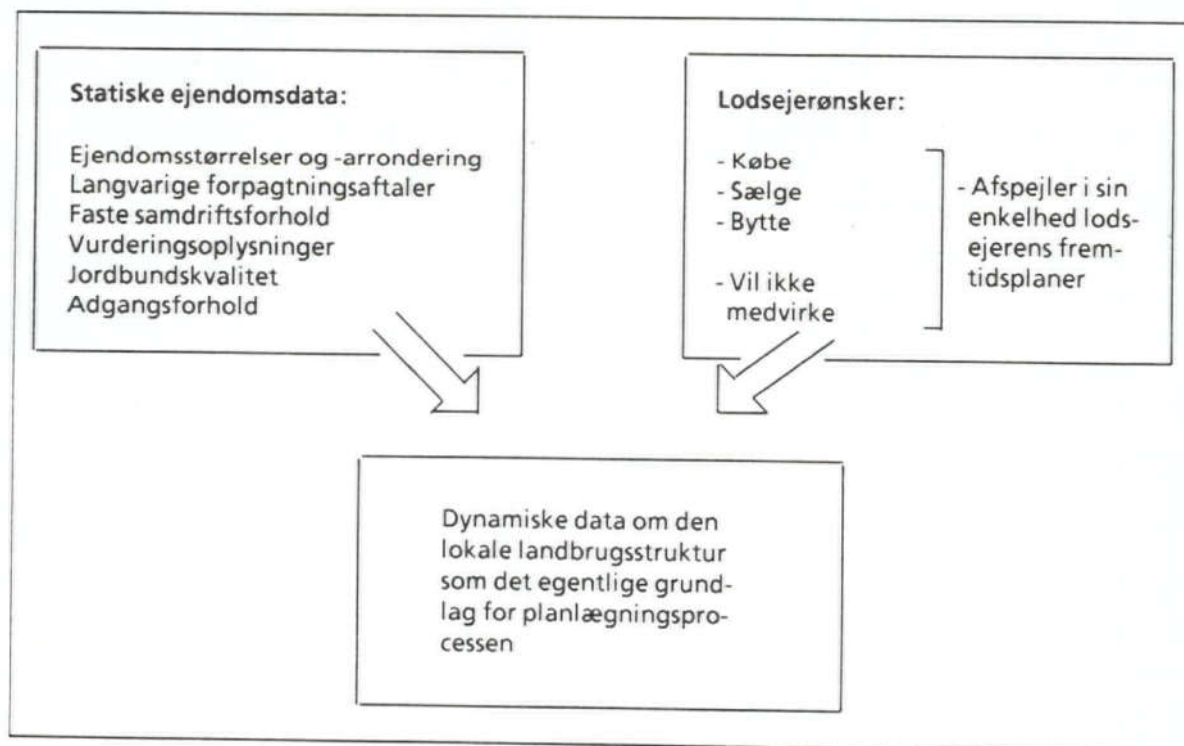 Statiske ejendomsdata:
Ejendomsstørrelser og -arrondering
Langvarige forpagtningsaftaler
Faste samdriftsforhold
Vurderingsoplysninger
Jordbundskvalitet
Adgangsforhold
Lodsejerønsker:
- Købe
- Sælge
- Bytte
- Vil ikke
medvirke
- Afspejler i sin
enkelhed lods-
ejerens frem-
tidsplaner
Dynamiske data om den
lokale landbrugsstruktur
som det egentlige grund-
lag for planlægningspro-
cessen